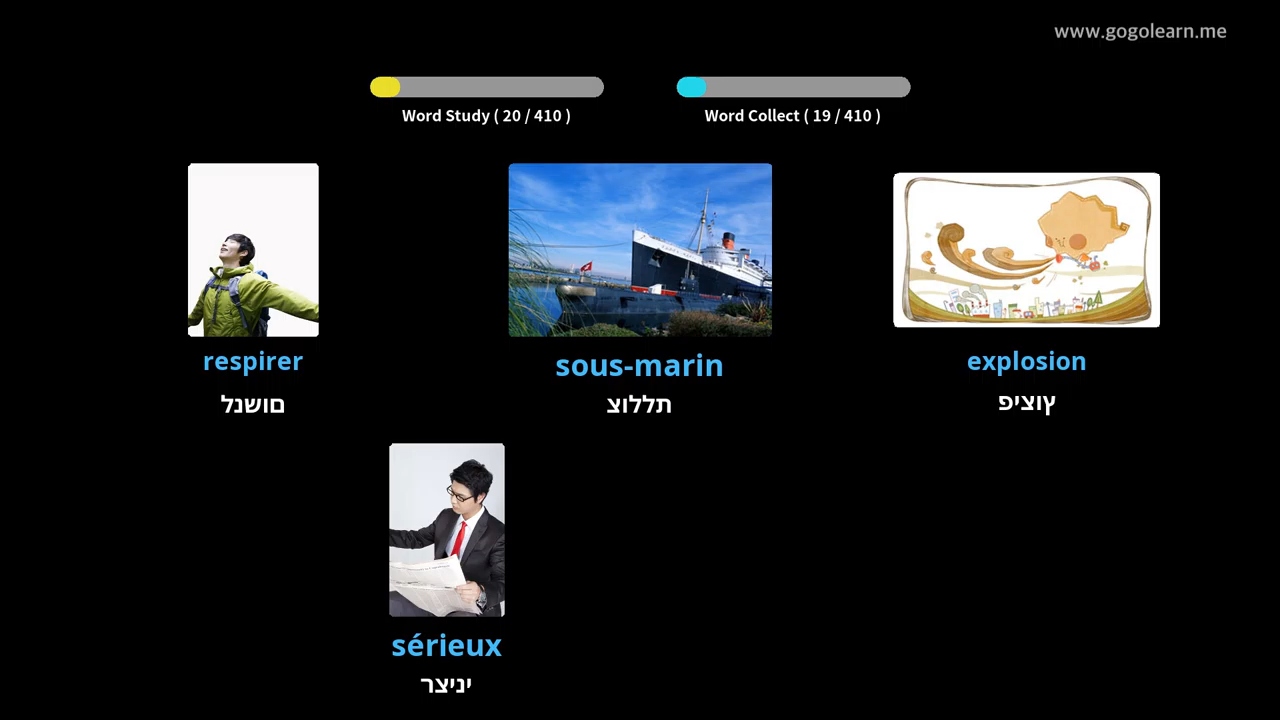 www.gogolearn.me
Word Study ( 20 / 410 )
Word Collect ( 19 / 410 )
respirer
םושנל
sous-marin
תללוצ
explosion
ץוציפ
sérieux
יניצר